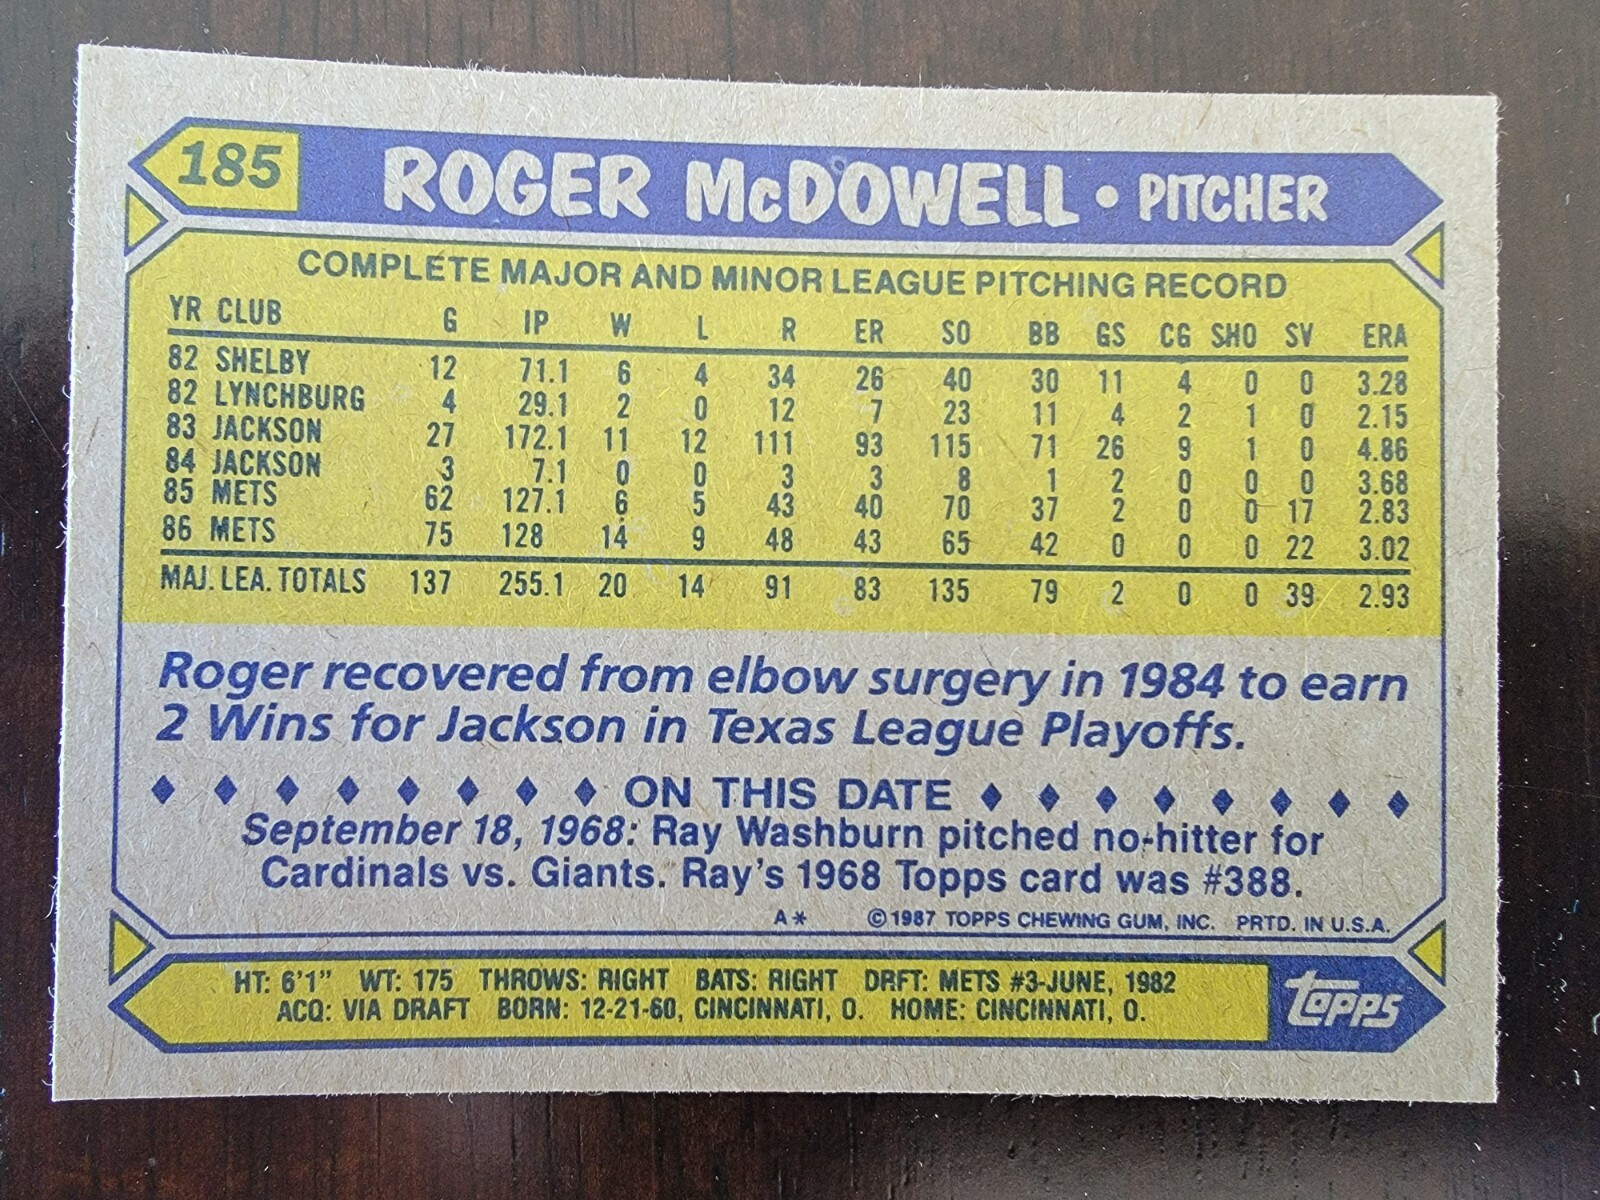 185 ROGER McDOWELL • PITCHER
COMPLETE MAJOR AND MINOR LEAGUE PITCHING RECORD
YR CLUB G IP W L R ER SO BB GS CG SHO SV ERA
82 SHELBY 12 71.1 6 4 34 26 40 30 11 4 0 0 3.28
82 LYNCHBURG 4 29.1 2 0 12 7 23 11 4 2 1 0 2.15
83 JACKSON 27 172.1 11 12 111 93 115 71 26 9 1 0 4.86
84 JACKSON 3 7.1 0 0 3 3 8 1 2 0 0 0 3.68
85 METS 62 127.1 6 5 43 40 70 37 2 0 0 17 2.83
86 METS 75 128 14 9 48 43 65 42 0 0 0 22 3.02
MAJ. LEA. TOTALS 137 255.1 20 14 91 83 135 79 2 0 0 39 2.93
Roger recovered from elbow surgery in 1984 to earn
2 Wins for Jackson in Texas League Playoffs.
ON THIS DATE
September 18, 1968: Ray Washburn pitched no-hitter for
Cardinals vs. Giants. Ray's 1968 Topps card was #388.
A* ©1987 TOPPS CHEWING GUM, INC. PRTD. IN U.S.A.
HT: 6'1" WT: 175 THROWS: RIGHT BATS: RIGHT DRFT: METS #3-JUNE, 1982
ACQ: VIA DRAFT BORN: 12-21-60, CINCINNATI, O. HOME: CINCINNATI, O.
topps